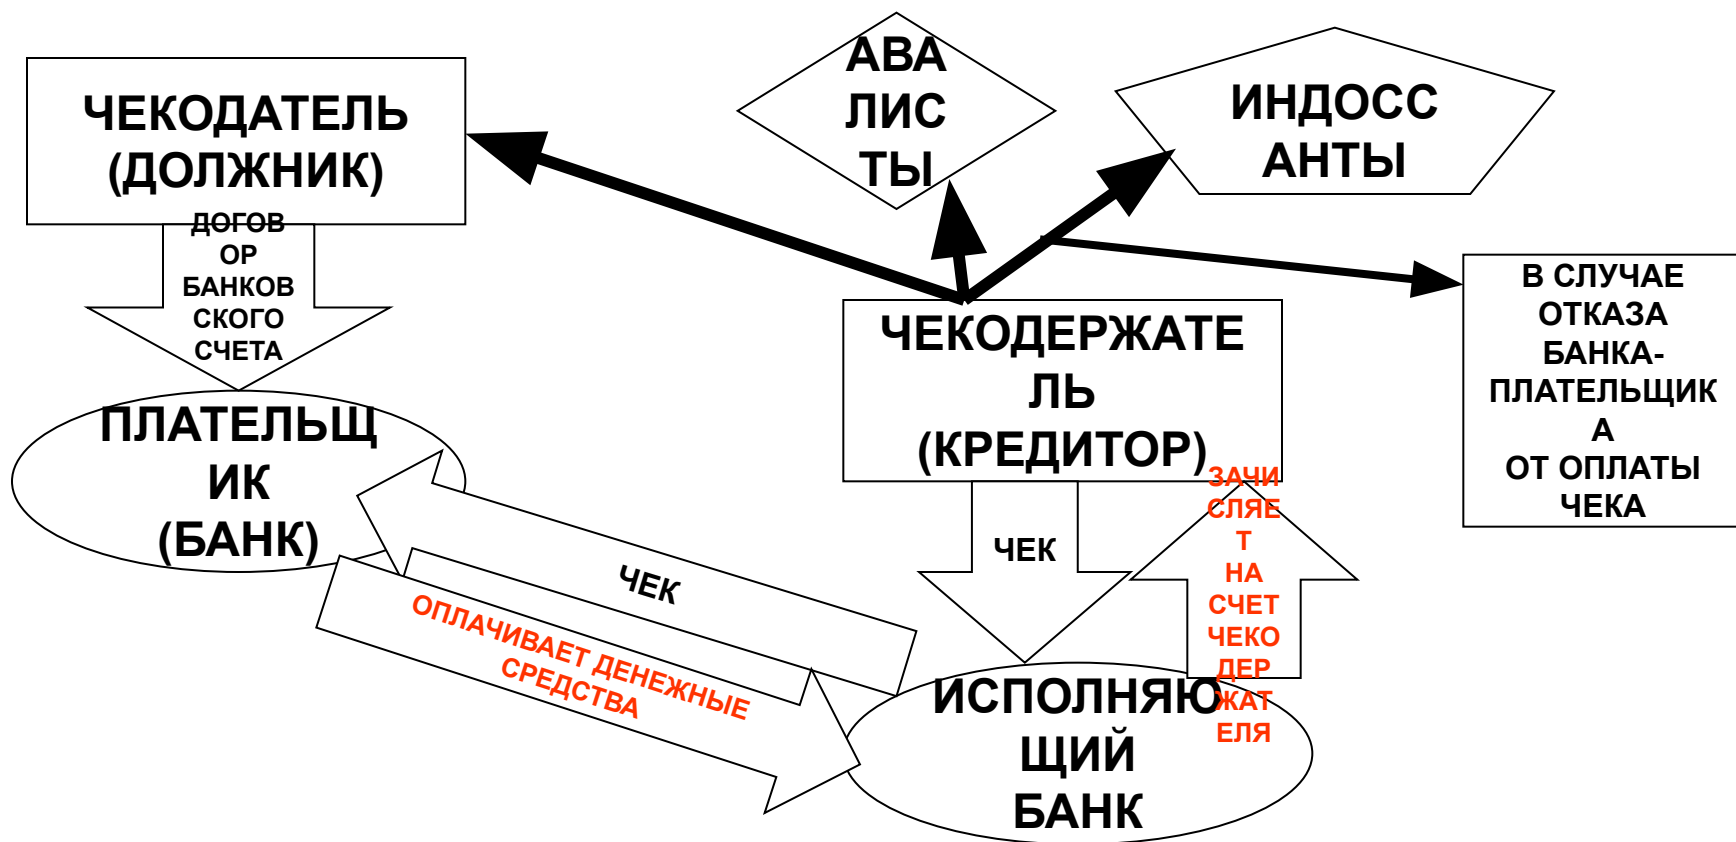 АВА
ЛИС
ТЫ
ИНДОСС
АНТЫ
ЧЕКОДАТЕЛЬ
(ДОЛЖНИК)
ДОГОВ
ОР
БАНКОВ
СКОГО
СЧЕТА
В СЛУЧАЕ
ОТКАЗА
БАНКА-
ПЛАТЕЛЬЩИК
А
ОТ ОПЛАТЫ
ЧЕКА
ЧЕКОДЕРЖАТЕ
ЛЬ
(КРЕДИТОР)
ПЛАТЕЛЬЩ
ИК
(БАНК)
ЧЕК
ОПЛАЧИВАЕТ ДЕНЕЖНЫЕ
СРЕДСТВА
ЧЕК
ЗАЧИ
СЛЯЕ
Т
НА
СЧЕТ
ЧЕКО
ДЕР
ЖАТ
ЕЛЯ
ИСПОЛНЯЮ
ЩИЙ
БАНК